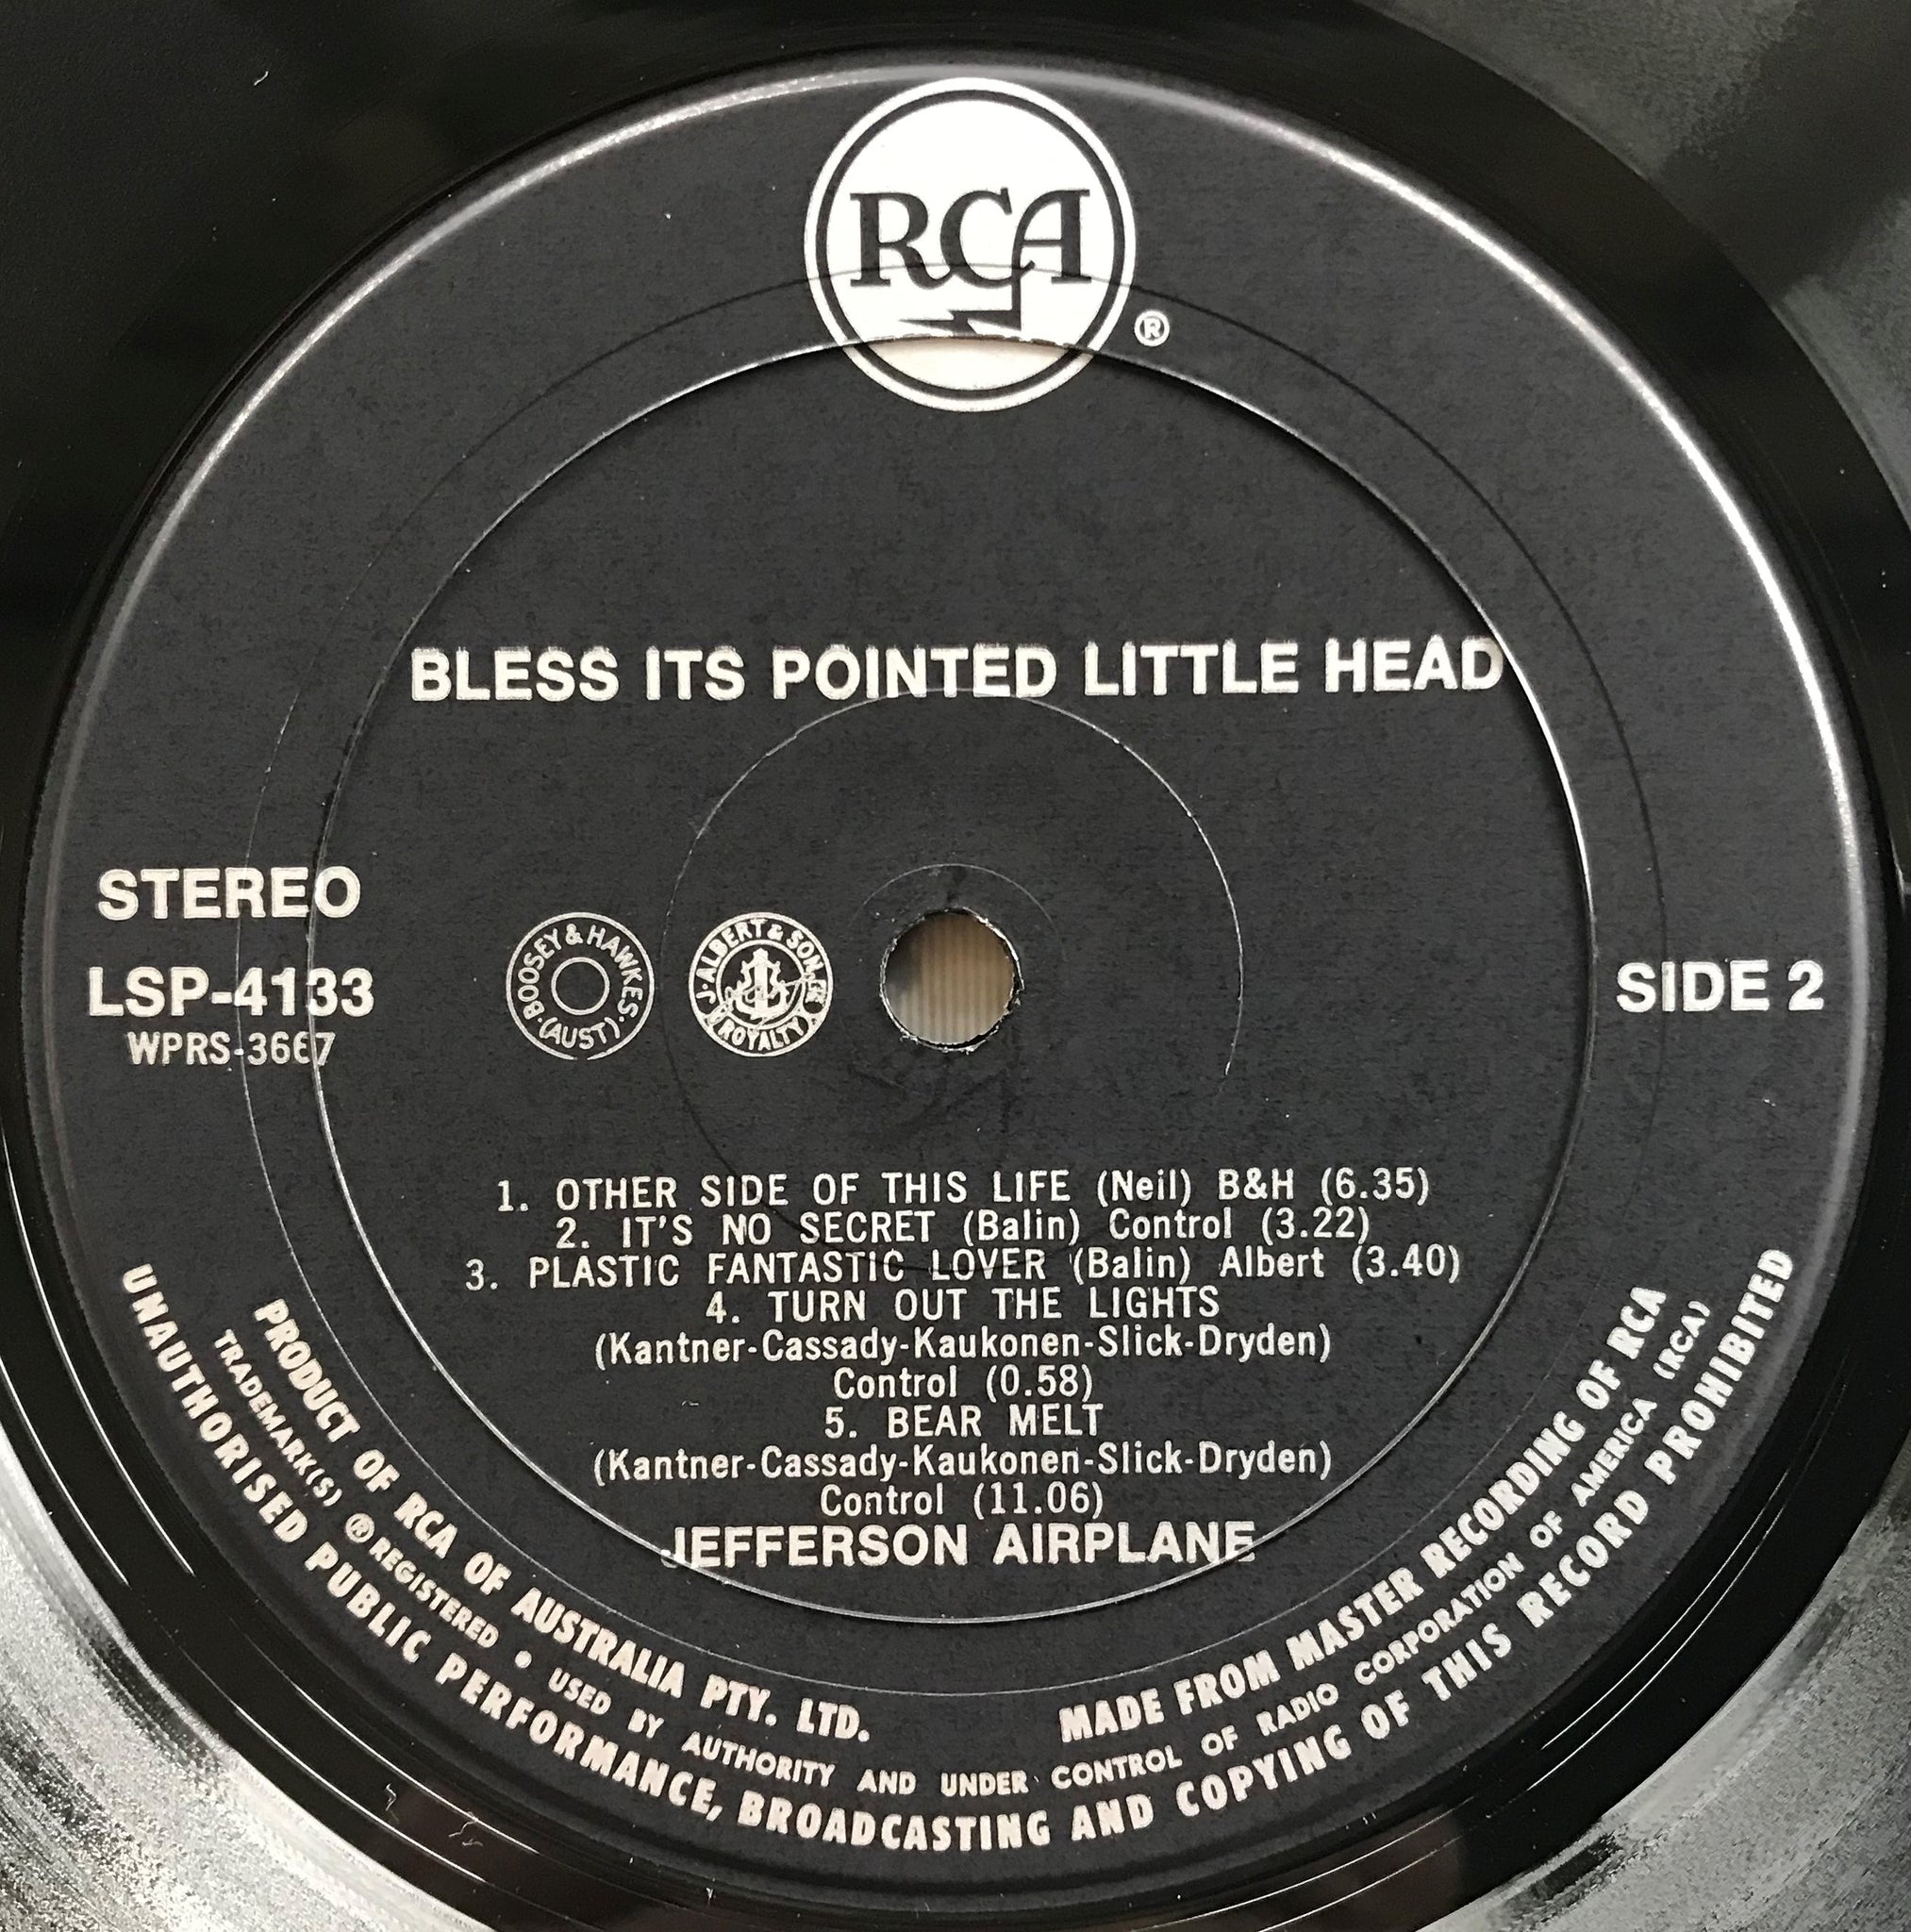 RCA
®
BLESS ITS POINTED LITTLE HEAD
STEREO
LSP-4133
WPRS-3667
BOOSEY & HAWKES
(AUST)
J. ALBERT & SON
ROYALTY
SIDE 2
1. OTHER SIDE OF THIS LIFE (Neil) B&H (6.35)
2. IT'S NO SECRET (Balin) Control (3.22)
3. PLASTIC FANTASTIC LOVER (Balin) Albert (3.40)
4. TURN OUT THE LIGHTS
(Kantner-Cassady-Kaukonen-Slick-Dryden)
Control (0.58)
5. BEAR MELT
(Kantner-Cassady-Kaukonen-Slick-Dryden)
Control (11.06)
JEFFERSON AIRPLANE
PRODUCT OF RCA OF AUSTRALIA PTY. LTD. MADE FROM MASTER RECORDING OF RCA
TRADEMARK(S) ® REGISTERED • USED BY AUTHORITY AND UNDER CONTROL OF RADIO CORPORATION OF AMERICA (RCA)
UNAUTHORISED PUBLIC PERFORMANCE, BROADCASTING AND COPYING OF THIS RECORD PROHIBITED